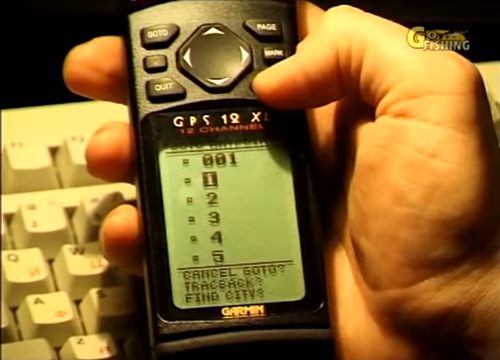 Go
FISHING
GOTO
PAGE
MARK
QUIT
GPS 12 XL
12 CHANNEL
001
1
2
3
4
5
CANCEL GOTO?
TRACBACK?
FIND CITY?
GARMIN
Q
A